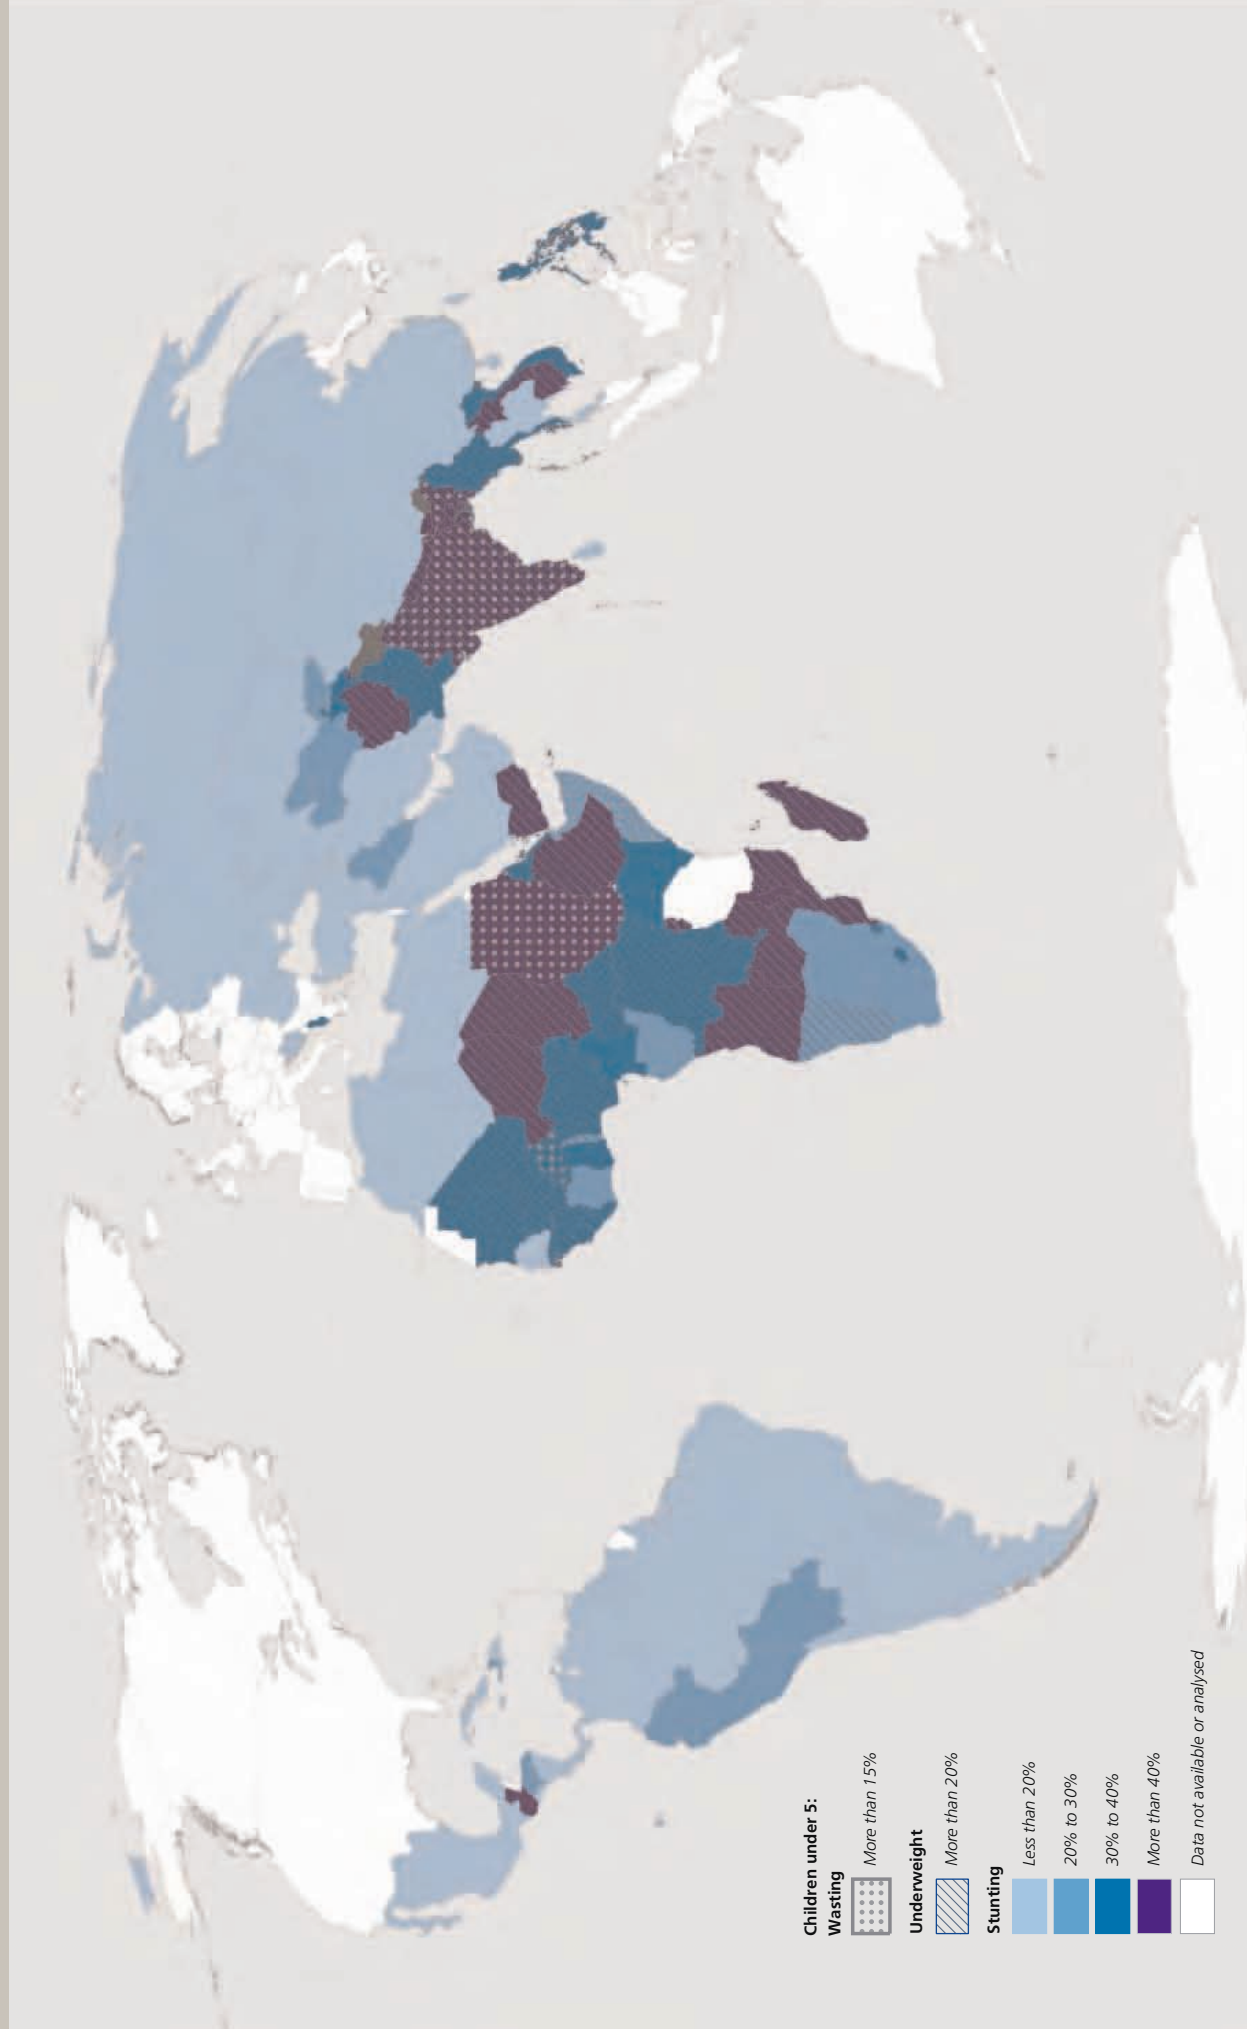 Children under 5:
Wasting
More than 15%
Underweight
More than 20%
Stunting
Less than 20%
20% to 30%
30% to 40%
More than 40%
Data not available or analysed